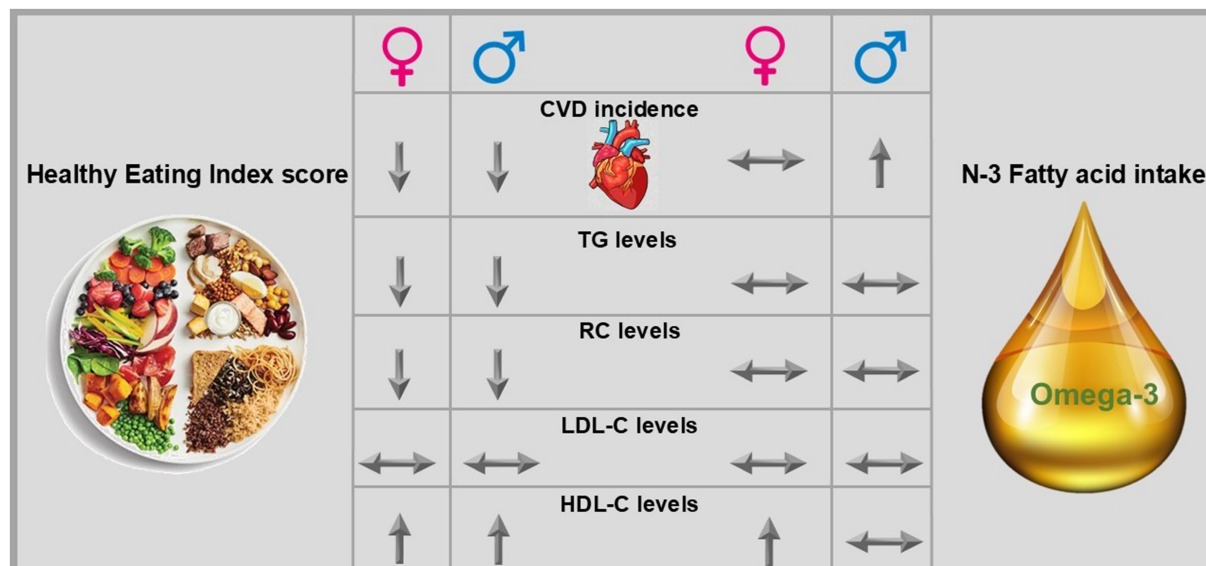 CVD incidence
Healthy Eating Index score
N-3 Fatty acid intake
TG levels
RC levels
Omega-3
LDL-C levels
HDL-C levels